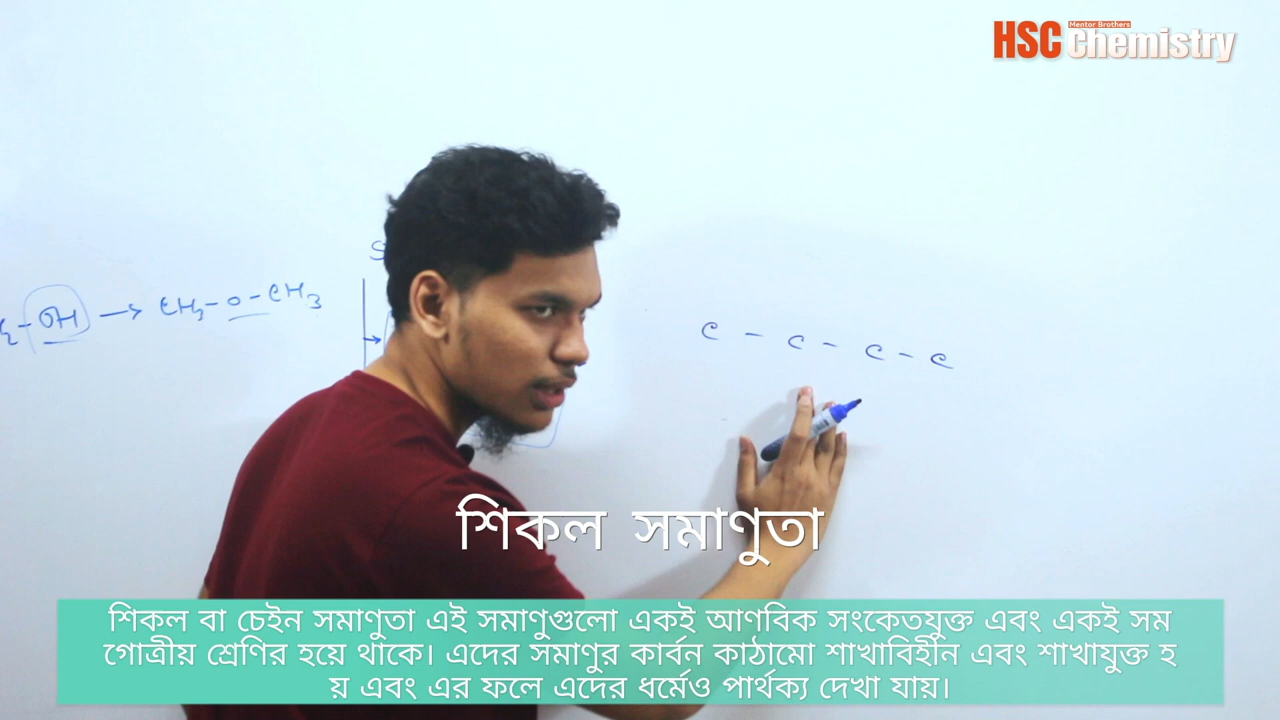 Mentor Brothers
HSC Chemistry
S
OH → CH3-O-CH3
C - C - C - C
শিকল সমাণুতা
শিকল বা চেইন সমাণুতা এই সমাণুগুলো একই আণবিক সংকেতযুক্ত এবং একই সম
গোত্রীয় শ্রেণির হয়ে থাকে। এদের সমাণুর কার্বন কাঠামো শাখাবিহীন এবং শাখাযুক্ত হ
য় এবং এর ফলে এদের ধর্মেও পার্থক্য দেখা যায়।